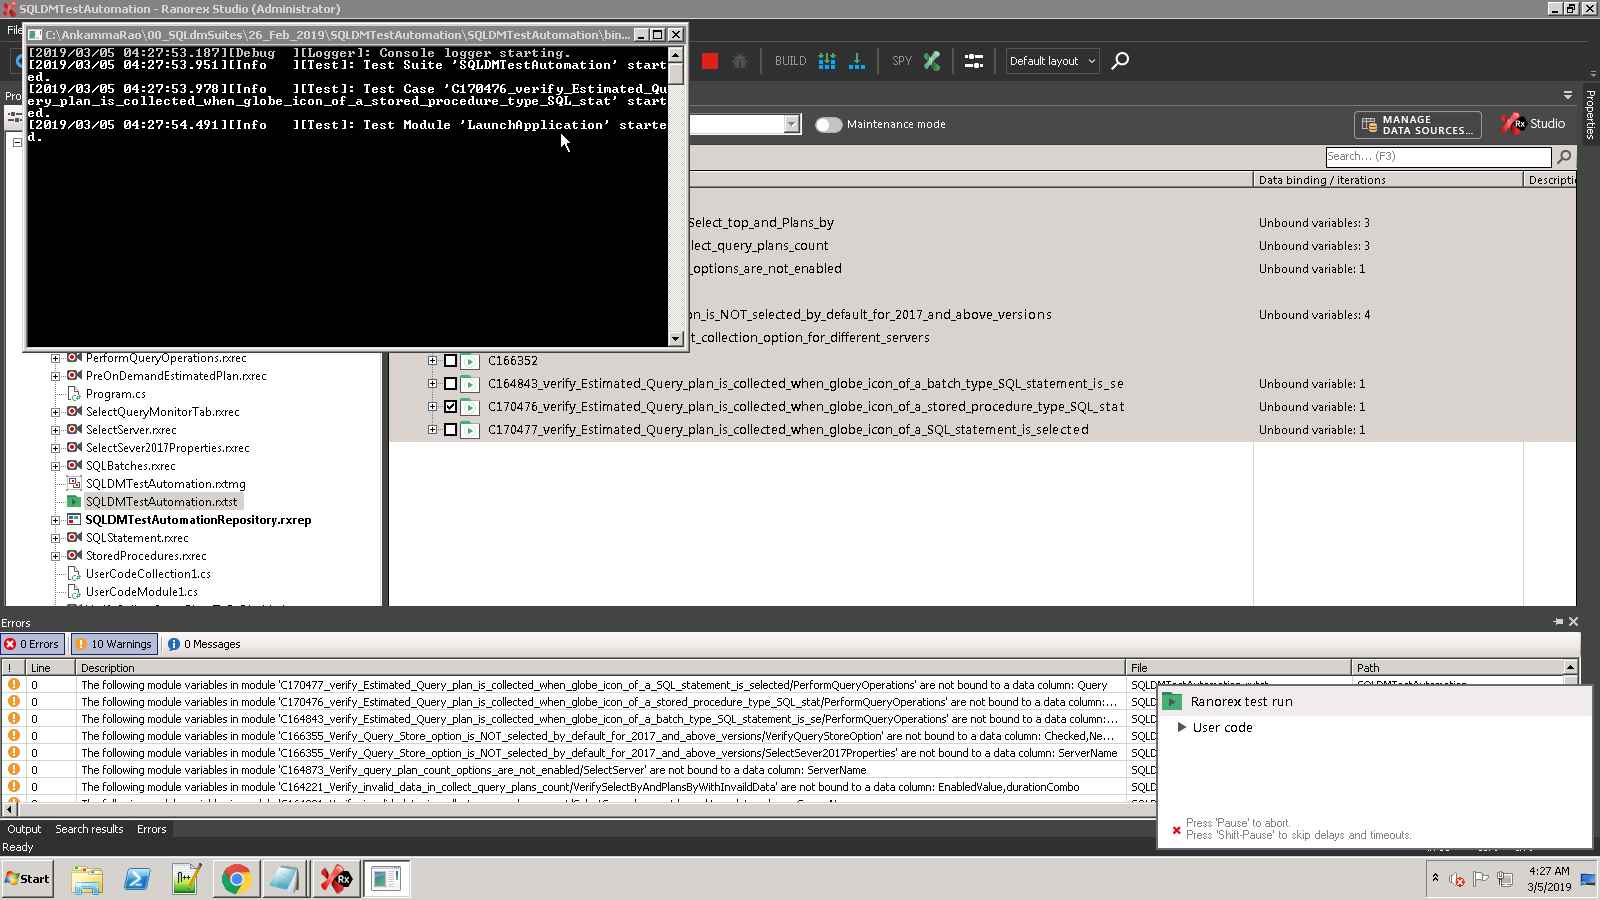 SQLDMTestAutomation - Ranorex Studio (Administrator)
File
C:\AnkammaRao\00_SQLdmSuites\26_Feb_2019\SQLDMTestAutomation\SQLDMTestAutomation\bin...
[2019/03/05 04:27:53.187][Debug   ][Logger]: Console logger starting.
[2019/03/05 04:27:53.951][Info    ][Test]: Test Suite 'SQLDMTestAutomation' start
ed.
[2019/03/05 04:27:53.978][Info    ][Test]: Test Case 'C170476_verify_Estimated_Qu
ery_plan_is_collected_when_globe_icon_of_a_stored_procedure_type_SQL_stat' start
ed.
[2019/03/05 04:27:54.491][Info    ][Test]: Test Module 'LaunchApplication' starte
d.
BUILD
SPY
Default layout
Pro
Maintenance mode
MANAGE
DATA SOURCES...
Rx Studio
Properties
Search... (F3)
Data binding / iterations
Descripti
Select_top_and_Plans_by
Unbound variables: 3
lect_query_plans_count
Unbound variables: 3
_options_are_not_enabled
Unbound variable: 1
n_is_NOT_selected_by_default_for_2017_and_above_versions
Unbound variables: 4
t_collection_option_for_different_servers
C166352
C164843_verify_Estimated_Query_plan_is_collected_when_globe_icon_of_a_batch_type_SQL_statement_is_se
Unbound variable: 1
C170476_verify_Estimated_Query_plan_is_collected_when_globe_icon_of_a_stored_procedure_type_SQL_stat
Unbound variable: 1
C170477_verify_Estimated_Query_plan_is_collected_when_globe_icon_of_a_SQL_statement_is_selected
Unbound variable: 1
PerformQueryOperations.rxrec
PreOnDemandEstimatedPlan.rxrec
Program.cs
SelectQueryMonitorTab.rxrec
SelectServer.rxrec
SelectSever2017Properties.rxrec
SQLBatches.rxrec
SQLDMTestAutomation.rxtmg
SQLDMTestAutomation.rxtst
SQLDMTestAutomationRepository.rxrep
SQLStatement.rxrec
StoredProcedures.rxrec
UserCodeCollection1.cs
UserCodeModule1.cs
Errors
0 Errors
10 Warnings
0 Messages
! Line Description File Path
0 The following module variables in module 'C170477_verify_Estimated_Query_plan_is_collected_when_globe_icon_of_a_SQL_statement_is_selected/PerformQueryOperations' are not bound to a data column: Query
0 The following module variables in module 'C170476_verify_Estimated_Query_plan_is_collected_when_globe_icon_of_a_stored_procedure_type_SQL_stat/PerformQueryOperations' are not bound to a data column:... SQLD
0 The following module variables in module 'C164843_verify_Estimated_Query_plan_is_collected_when_globe_icon_of_a_batch_type_SQL_statement_is_se/PerformQueryOperations' are not bound to a data column:... SQLD
0 The following module variables in module 'C166355_Verify_Query_Store_option_is_NOT_selected_by_default_for_2017_and_above_versions/VerifyQueryStoreOption' are not bound to a data column: Checked,Ne... SQLD
0 The following module variables in module 'C166355_Verify_Query_Store_option_is_NOT_selected_by_default_for_2017_and_above_versions/SelectSever2017Properties' are not bound to a data column: ServerName SQLD
0 The following module variables in module 'C164873_Verify_query_plan_count_options_are_not_enabled/SelectServer' are not bound to a data column: ServerName SQLD
0 The following module variables in module 'C164221_Verify_invalid_data_in_collect_query_plans_count/VerifySelectByAndPlansByWithInvaildData' are not bound to a data column: EnabledValue,durationCombo SQLD
Ranorex test run
User code
Press 'Pause' to abort.
Press 'Shift-Pause' to skip delays and timeouts.
Output
Search results
Errors
Ready
Start
Rx
4:27 AM
3/5/2019